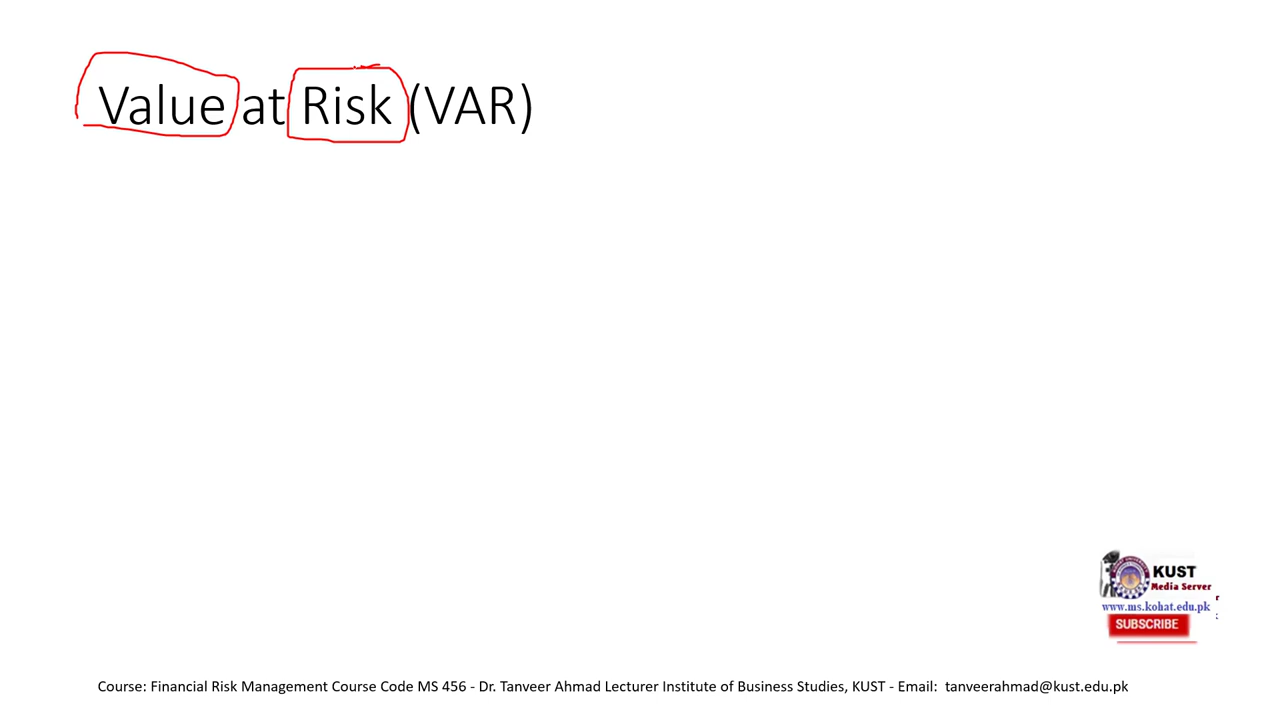 Value at Risk (VAR)
KUST
Media Server
www.ms.kohat.edu.pk
SUBSCRIBE
Course: Financial Risk Management Course Code MS 456 - Dr. Tanveer Ahmad Lecturer Institute of Business Studies, KUST - Email: tanveerahmad@kust.edu.pk